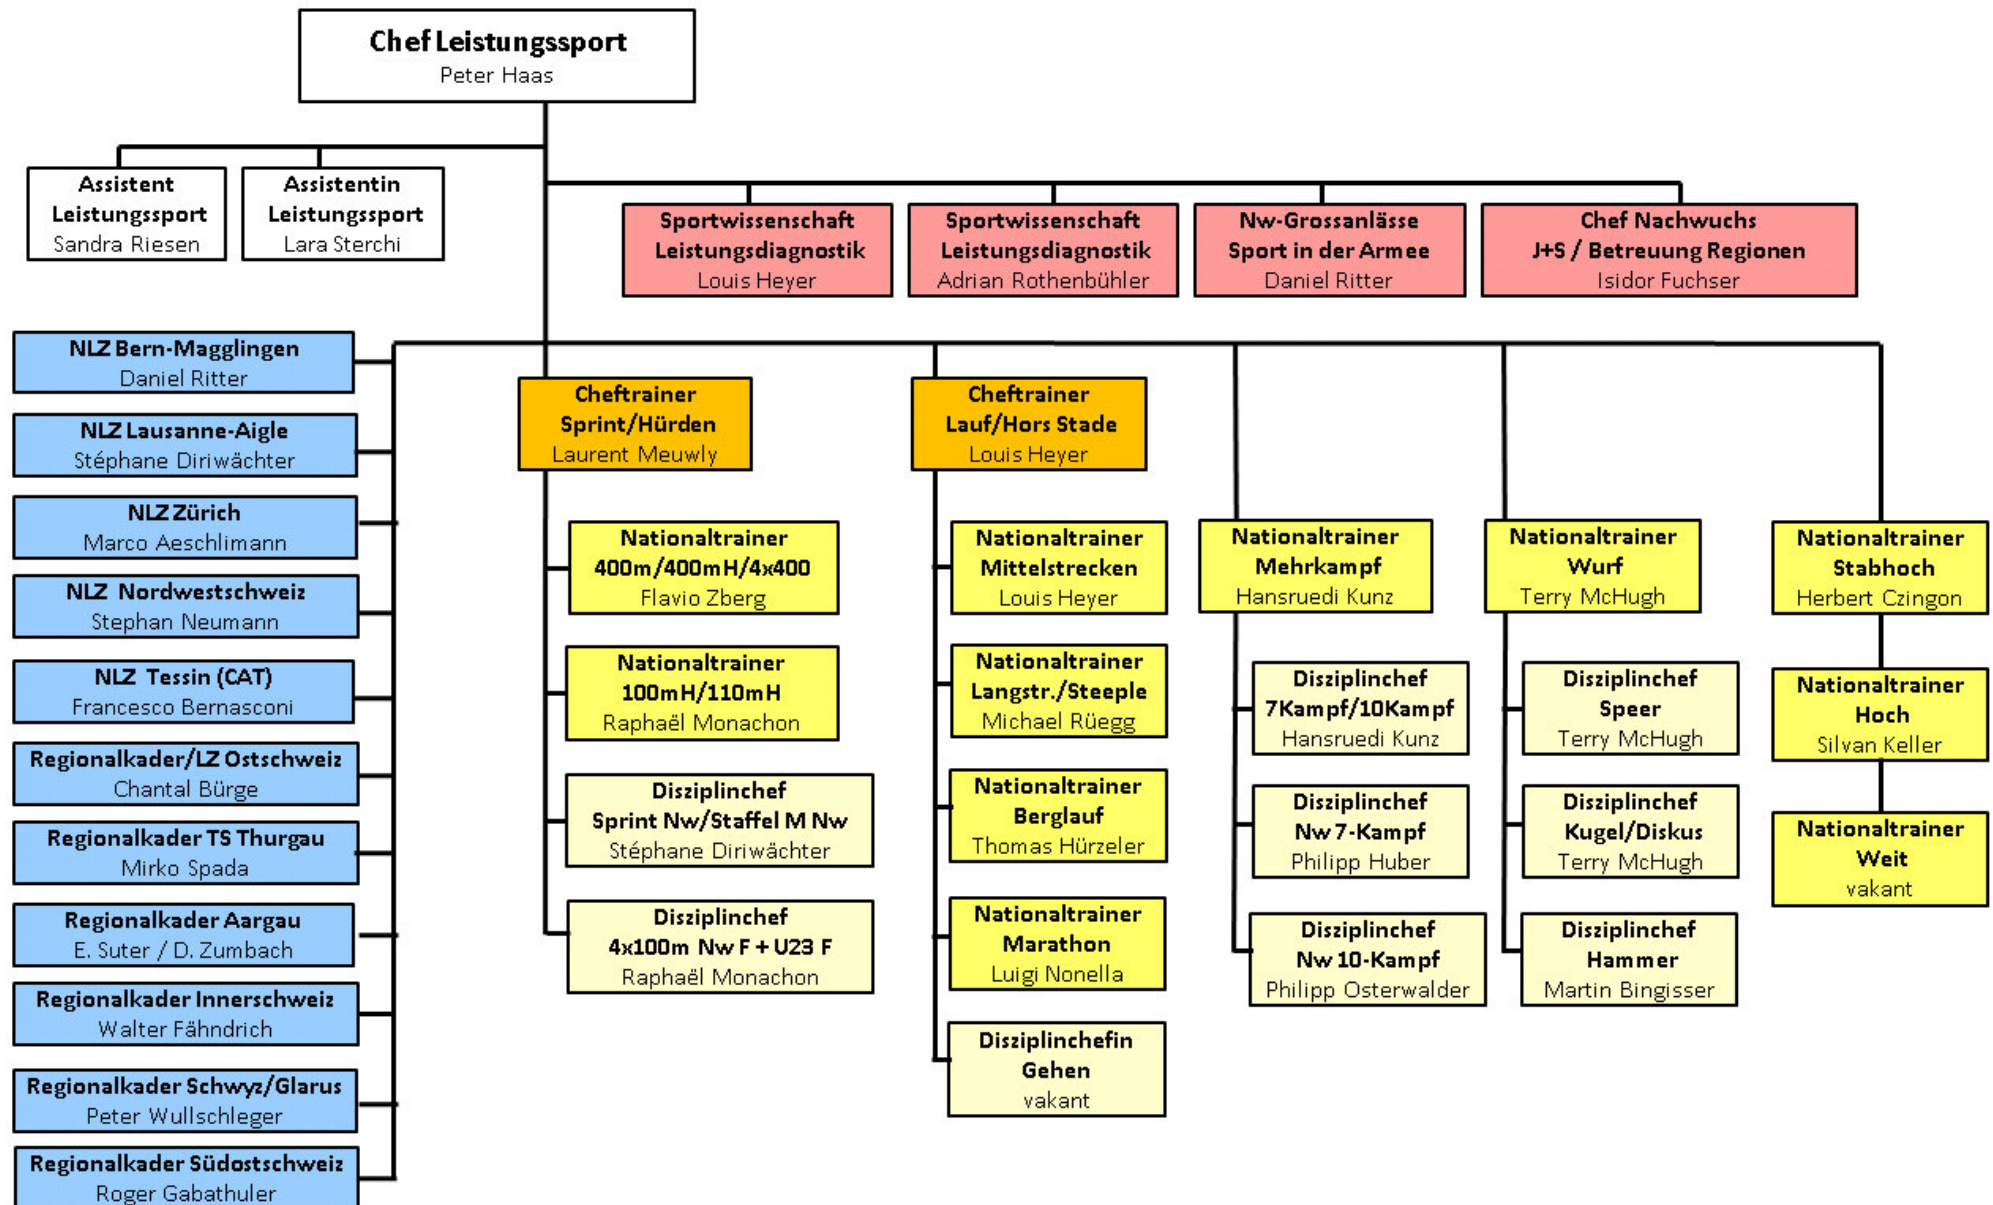 Chef Leistungssport
Peter Haas
Assistent
Leistungssport
Sandra Riesen
Assistentin
Leistungssport
Lara Sterchi
Sportwissenschaft
Leistungsdiagnostik
Louis Heyer
Sportwissenschaft
Leistungsdiagnostik
Adrian Rothenbühler
Nw-Grossanlässe
Sport in der Armee
Daniel Ritter
Chef Nachwuchs
J+S / Betreuung Regionen
Isidor Fuchser
NLZ Bern-Magglingen
Daniel Ritter
NLZ Lausanne-Aigle
Stéphane Diriwächter
NLZ Zürich
Marco Aeschlimann
NLZ Nordwestschweiz
Stephan Neumann
NLZ Tessin (CAT)
Francesco Bernasconi
Regionalkader/LZ Ostschweiz
Chantal Bürge
Regionalkader TS Thurgau
Mirko Spada
Regionalkader Aargau
E. Suter / D. Zumbach
Regionalkader Innerschweiz
Walter Fähndrich
Regionalkader Schwyz/Glarus
Peter Wullschleger
Regionalkader Südostschweiz
Roger Gabathuler
Cheftrainer
Sprint/Hürden
Laurent Meuwly
Nationaltrainer
400m/400mH/4x400
Flavio Zberg
Nationaltrainer
100mH/110mH
Raphaël Monachon
Disziplinchef
Sprint Nw/Staffel M Nw
Stéphane Diriwächter
Disziplinchef
4x100m Nw F + U23 F
Raphaël Monachon
Cheftrainer
Lauf/Hors Stade
Louis Heyer
Nationaltrainer
Mittelstrecken
Louis Heyer
Nationaltrainer
Langstr./Steeple
Michael Rüegg
Nationaltrainer
Berglauf
Thomas Hürzeler
Nationaltrainer
Marathon
Luigi Nonella
Disziplinchefin
Gehen
vakant
Nationaltrainer
Mehrkampf
Hansruedi Kunz
Disziplinchef
7Kampf/10Kampf
Hansruedi Kunz
Disziplinchef
Nw 7-Kampf
Philipp Huber
Disziplinchef
Nw 10-Kampf
Philipp Osterwalder
Nationaltrainer
Wurf
Terry McHugh
Disziplinchef
Speer
Terry McHugh
Disziplinchef
Kugel/Diskus
Terry McHugh
Disziplinchef
Hammer
Martin Bingisser
Nationaltrainer
Stabhoch
Herbert Czingon
Nationaltrainer
Hoch
Silvan Keller
Nationaltrainer
Weit
vakant